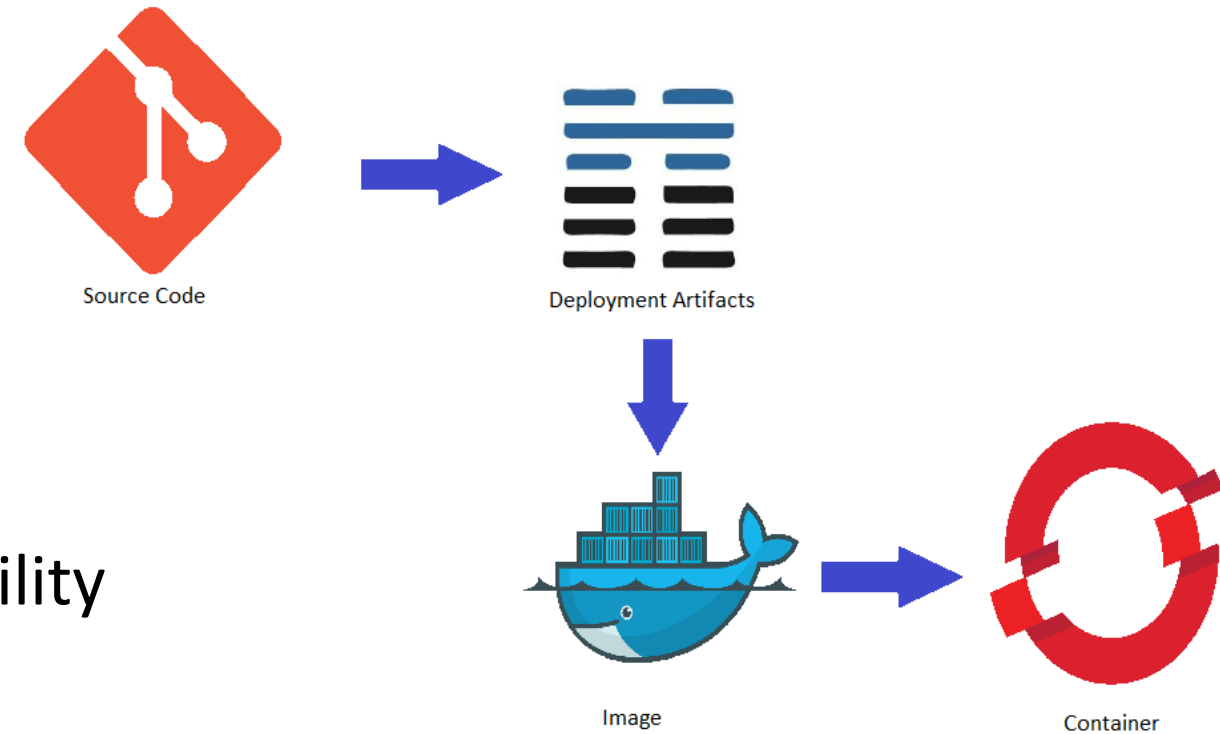 Source Code
Deployment Artifacts
ility
Image
Container